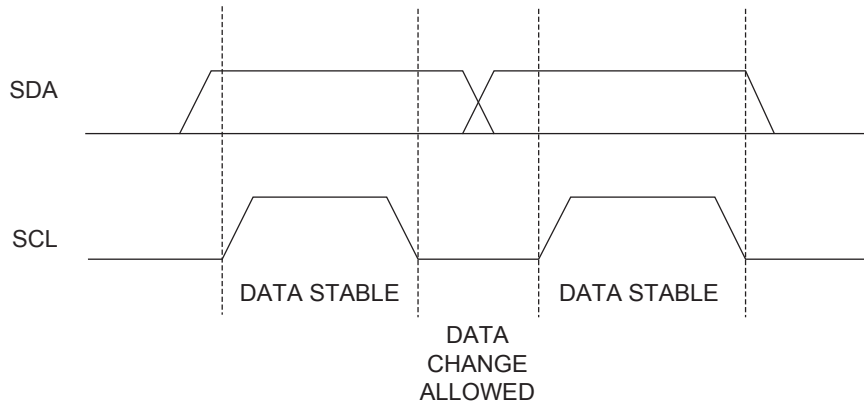 SDA
SCL
DATA STABLE
DATA STABLE
DATA
CHANGE
ALLOWED